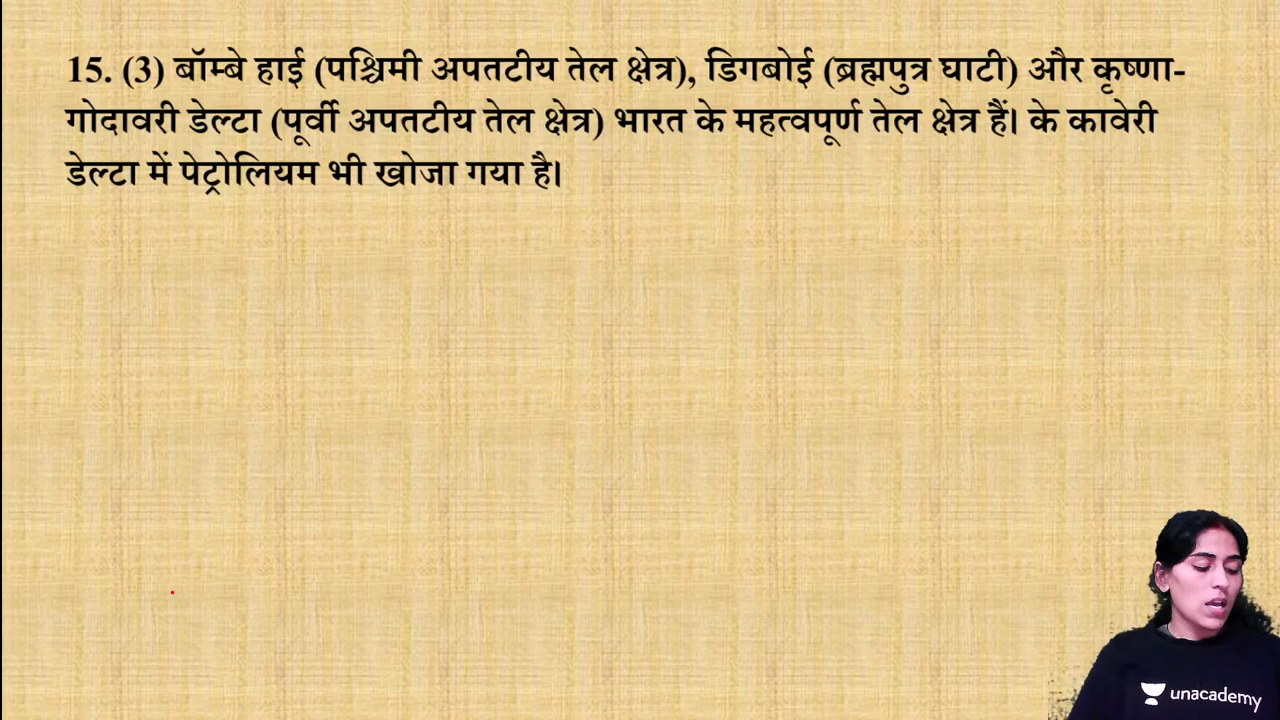 15. (3) बॉम्बे हाई (पश्चिमी अपतटीय तेल क्षेत्र), डिगबोई (ब्रह्मपुत्र घाटी) और कृष्णा-
गोदावरी डेल्टा (पूर्वी अपतटीय तेल क्षेत्र) भारत के महत्वपूर्ण तेल क्षेत्र हैं। के कावेरी
डेल्टा में पेट्रोलियम भी खोजा गया है।
unacademy